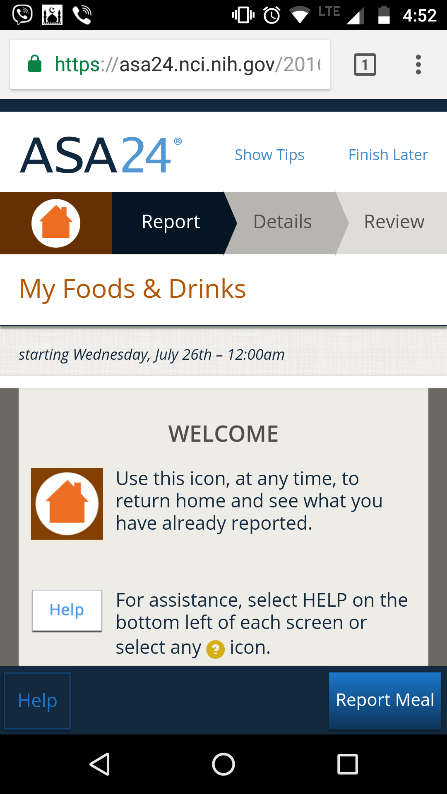 LTE 4:52
https://asa24.nci.nih.gov/201 1
ASA24® Show Tips Finish Later
Report Details Review
My Foods & Drinks
starting Wednesday, July 26th – 12:00am
WELCOME
Use this icon, at any time, to
return home and see what you
have already reported.
Help
For assistance, select HELP on the
bottom left of each screen or
select any ? icon.
Help Report Meal